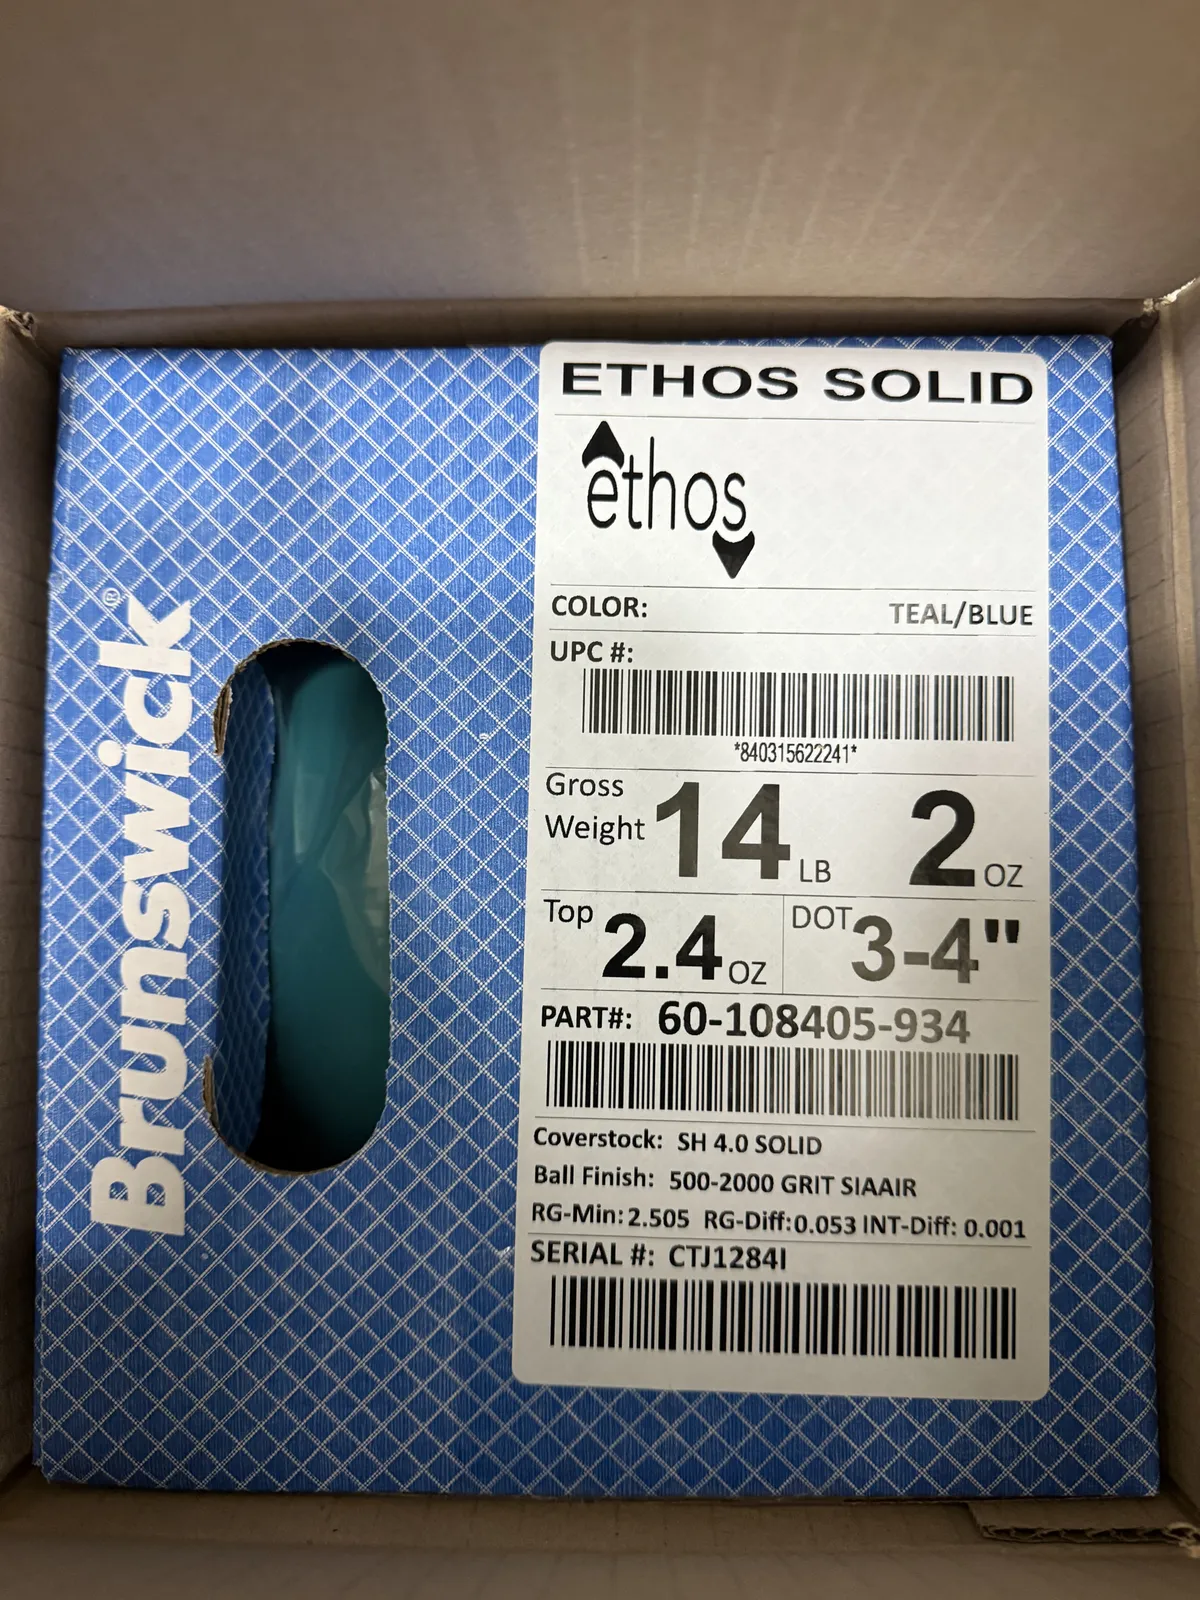 Brunswick®
ETHOS SOLID
ethos
COLOR: TEAL/BLUE
UPC #:
*840315622241*
Gross Weight 14 LB 2 OZ
Top 2.4 OZ DOT 3-4"
PART#: 60-108405-934
Coverstock: SH 4.0 SOLID
Ball Finish: 500-2000 GRIT SIAAIR
RG-Min: 2.505 RG-Diff: 0.053 INT-Diff: 0.001
SERIAL #: CTJ1284I